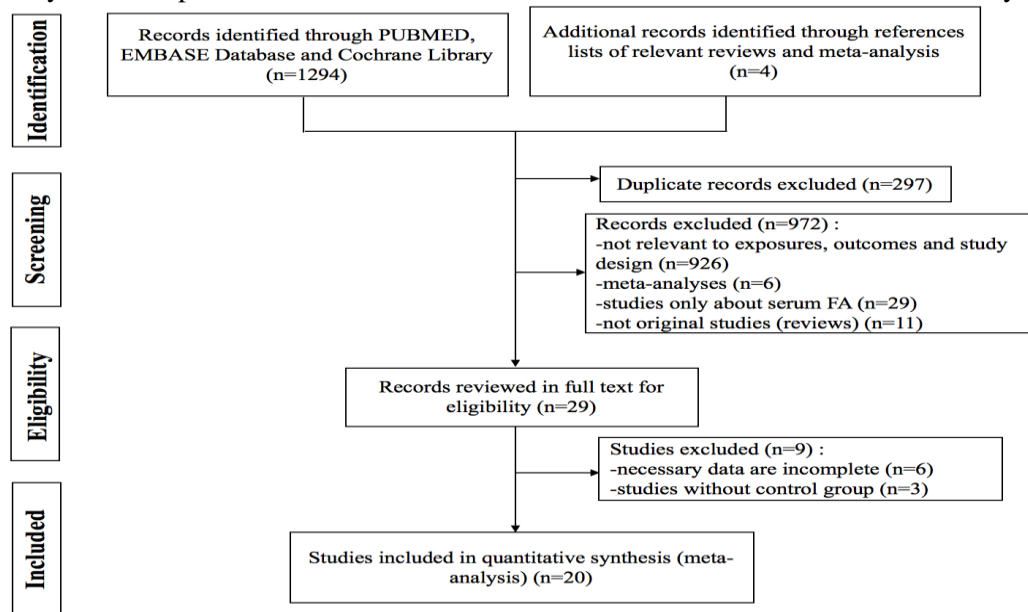 Identification
Records identified through PUBMED,
EMBASE Database and Cochrane Library
(n=1294)
Additional records identified through references
lists of relevant reviews and meta-analysis
(n=4)
Screening
Duplicate records excluded (n=297)
Records excluded (n=972) :
-not relevant to exposures, outcomes and study
design (n=926)
-meta-analyses (n=6)
-studies only about serum FA (n=29)
-not original studies (reviews) (n=11)
Eligibility
Records reviewed in full text for
eligibility (n=29)
Studies excluded (n=9) :
-necessary data are incomplete (n=6)
-studies without control group (n=3)
Included
Studies included in quantitative synthesis (meta-
analysis) (n=20)